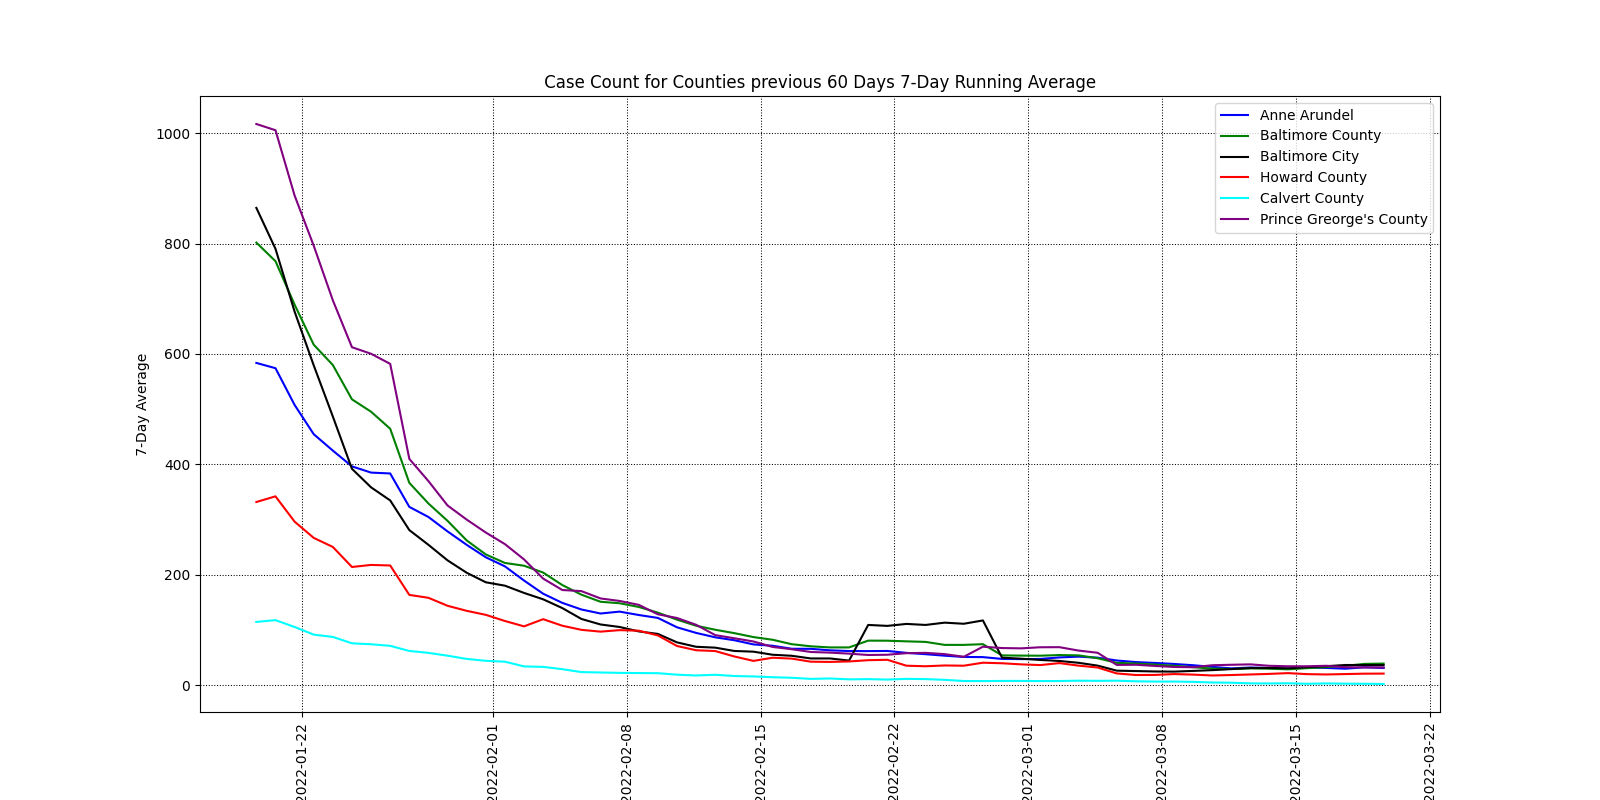 Case Count for Counties previous 60 Days 7-Day Running Average
Anne Arundel
Baltimore County
Baltimore City
Howard County
Calvert County
Prince Greorge's County
7-Day Average
1000
800
600
400
200
0
2022-01-22
2022-02-01
2022-02-08
2022-02-15
2022-02-22
2022-03-01
2022-03-08
2022-03-15
2022-03-22